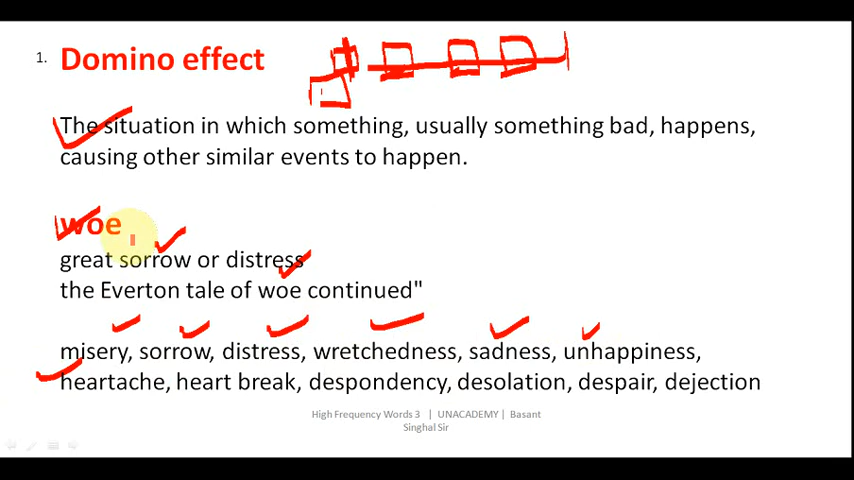 1. Domino effect
The situation in which something, usually something bad, happens,
causing other similar events to happen.
woe
great sorrow or distress
the Everton tale of woe continued"
misery, sorrow, distress, wretchedness, sadness, unhappiness,
heartache, heart break, despondency, desolation, despair, dejection
High Frequency Words 3 | UNACADEMY | Basant
Singhal Sir